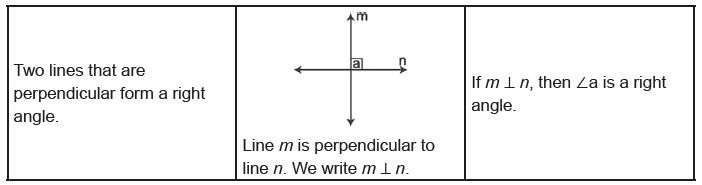 Two lines that are
perpendicular form a right
angle.
m
a
n
Line m is perpendicular to
line n. We write m ⊥ n.
If m ⊥ n, then ∠a is a right
angle.